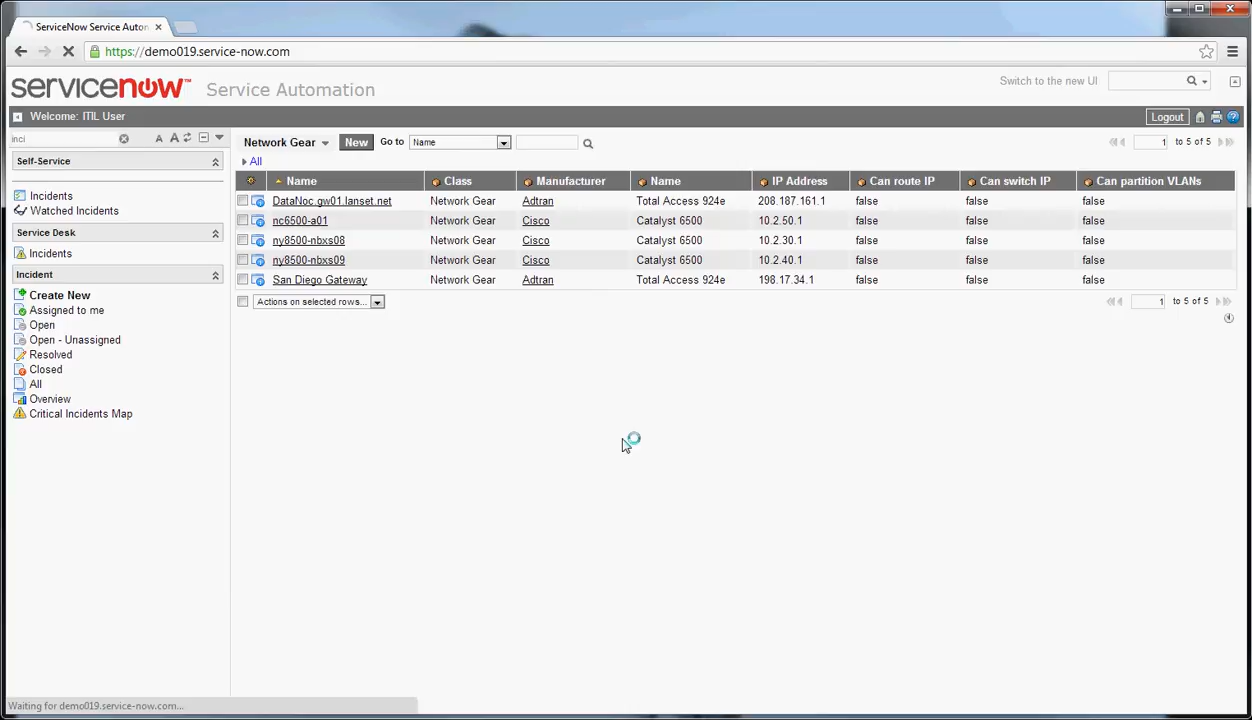 ServiceNow Service Autom
https://demo019.service-now.com
servicenow™ Service Automation
Switch to the new UI
Welcome: ITIL User
Logout
inci
A A
Network Gear New Go to Name
1 to 5 of 5
All
Self-Service
Incidents
Watched Incidents
Service Desk
Incidents
Incident
Create New
Assigned to me
Open
Open - Unassigned
Resolved
Closed
All
Overview
Critical Incidents Map
Name Class Manufacturer Name IP Address Can route IP Can switch IP Can partition VLANs
DataNoc.gw01.lanset.net Network Gear Adtran Total Access 924e 208.187.161.1 false false false
nc6500-a01 Network Gear Cisco Catalyst 6500 10.2.50.1 false false false
ny8500-nbxs08 Network Gear Cisco Catalyst 6500 10.2.30.1 false false false
ny8500-nbxs09 Network Gear Cisco Catalyst 6500 10.2.40.1 false false false
San Diego Gateway Network Gear Adtran Total Access 924e 198.17.34.1 false false false
Actions on selected rows...
1 to 5 of 5
Waiting for demo019.service-now.com...